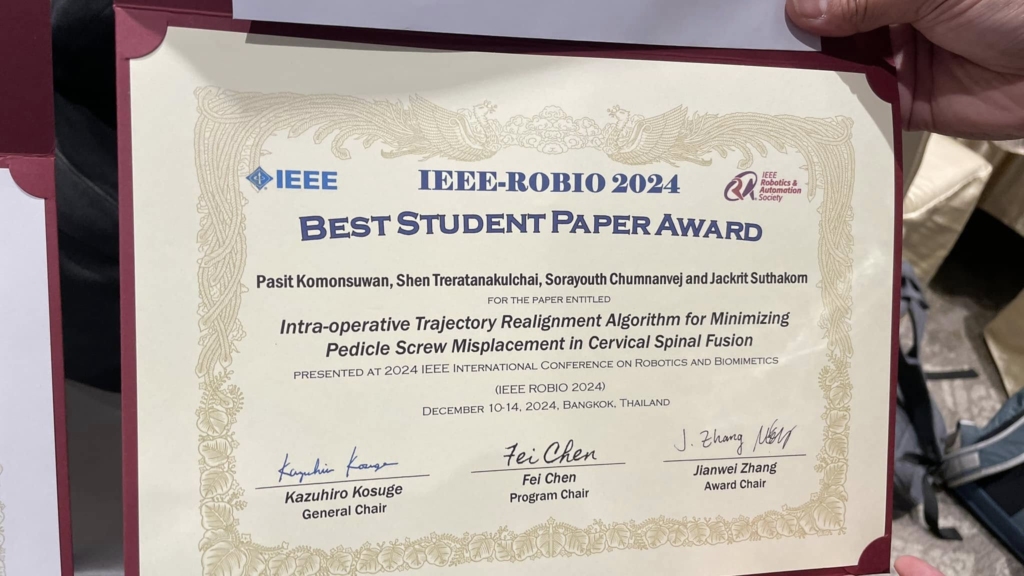 IEEE
IEEE-ROBIO 2024
IEEE
Robotics &
Automation
Society
BEST STUDENT PAPER AWARD
Pasit Komonsuwan, Shen Treratanakulchai, Sorayouth Chumnanvej and Jackrit Suthakorn
FOR THE PAPER ENTITLED
Intra-operative Trajectory Realignment Algorithm for Minimizing
Pedicle Screw Misplacement in Cervical Spinal Fusion
PRESENTED AT 2024 IEEE INTERNATIONAL CONFERENCE ON ROBOTICS AND BIOMIMETICS
(IEEE ROBIO 2024)
DECEMBER 10-14, 2024, BANGKOK, THAILAND
Kazuhiro Kosuge
Fei Chen
J. Zhang
Kazuhiro Kosuge
General Chair
Fei Chen
Program Chair
Jianwei Zhang
Award Chair